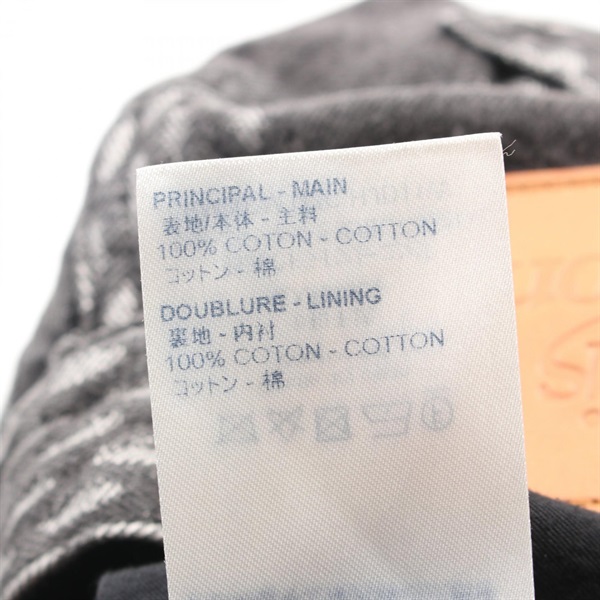 PRINCIPAL - MAIN
表地/本体 - 主料
100% COTON - COTTON
コットン - 棉
DOUBLURE - LINING
裏地 - 内衬
100% COTON - COTTON
コットン - 棉